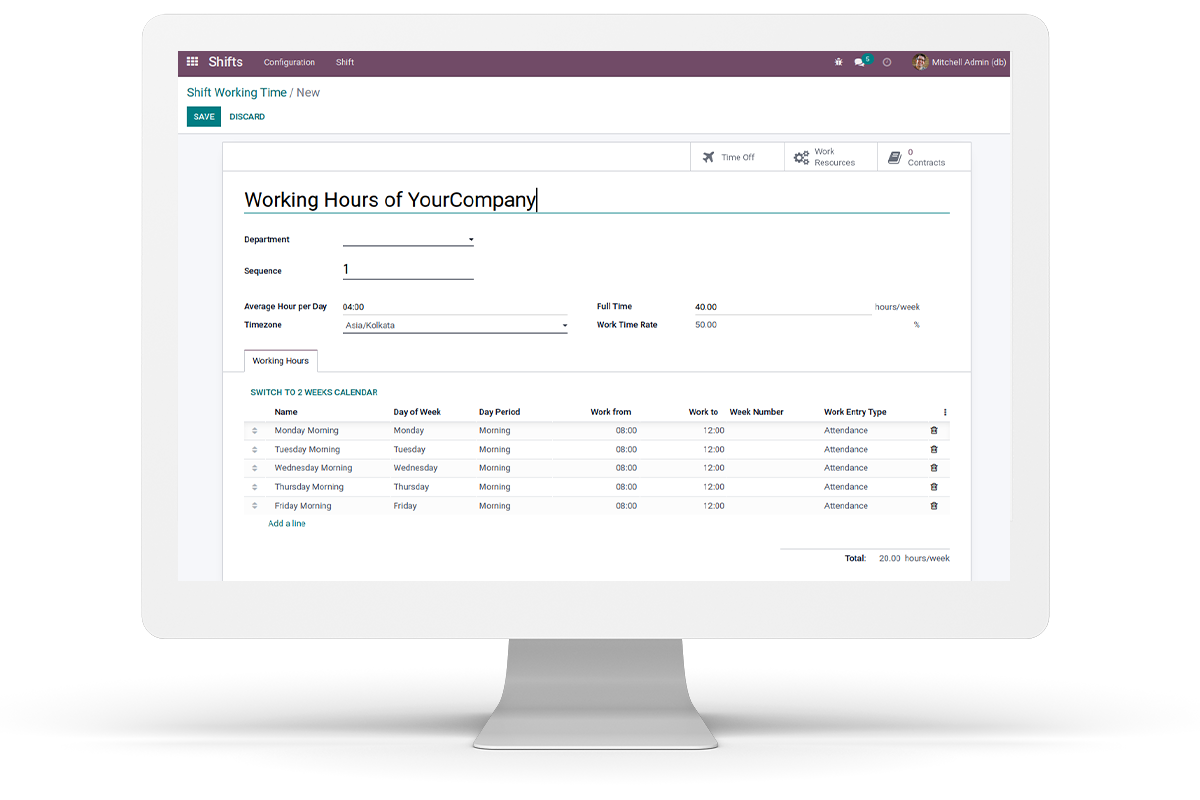 Shifts Configuration Shift 5 Mitchell Admin (db)
Shift Working Time / New
SAVE DISCARD
Time Off Work Resources 0 Contracts
Working Hours of YourCompany
Department
Sequence 1
Average Hour per Day 04:00 Full Time 40.00 hours/week
Timezone Asia/Kolkata Work Time Rate 50.00 %
Working Hours
SWITCH TO 2 WEEKS CALENDAR
Name Day of Week Day Period Work from Work to Week Number Work Entry Type
Monday Morning Monday Morning 08:00 12:00 Attendance
Tuesday Morning Tuesday Morning 08:00 12:00 Attendance
Wednesday Morning Wednesday Morning 08:00 12:00 Attendance
Thursday Morning Thursday Morning 08:00 12:00 Attendance
Friday Morning Friday Morning 08:00 12:00 Attendance
Add a line
Total: 20.00 hours/week